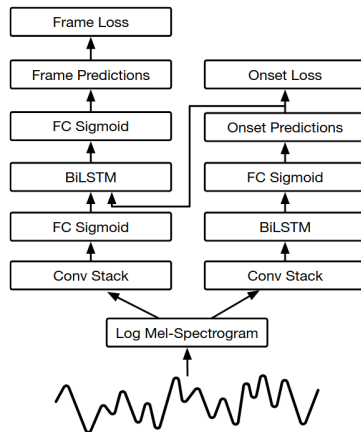 Frame Loss
Frame Predictions
Onset Loss
FC Sigmoid
Onset Predictions
BiLSTM
FC Sigmoid
FC Sigmoid
BiLSTM
Conv Stack
Conv Stack
Log Mel-Spectrogram